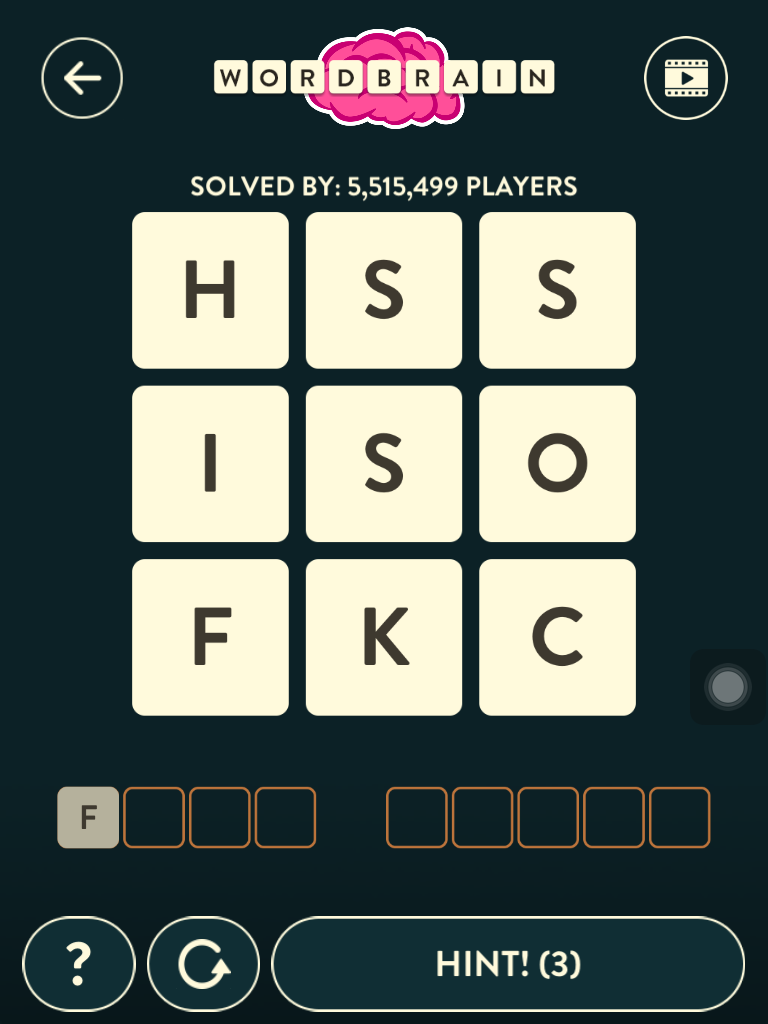 WORDBRAIN
SOLVED BY: 5,515,499 PLAYERS
H S S
I S O
F K C
F
? HINT! (3)